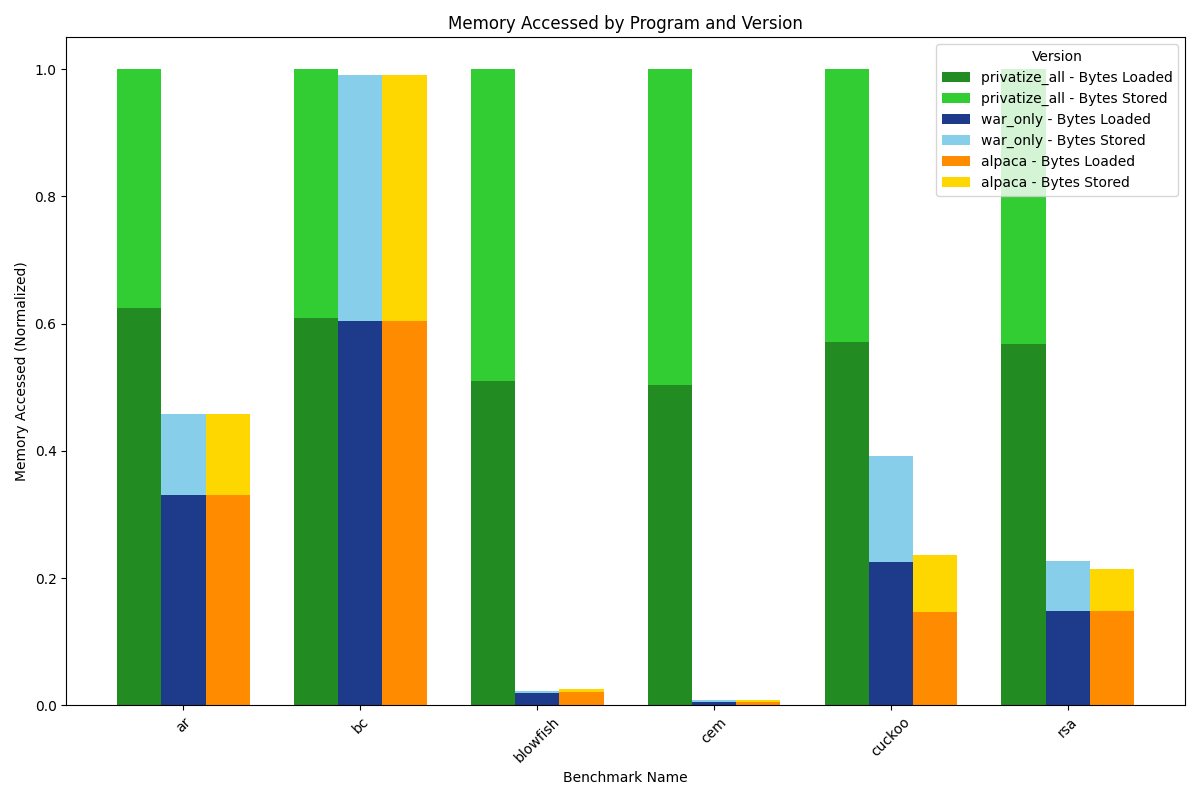 Memory Accessed by Program and Version
Memory Accessed (Normalized)
1.0
0.8
0.6
0.4
0.2
0.0
Version
privatize_all - Bytes Loaded
privatize_all - Bytes Stored
war_only - Bytes Loaded
war_only - Bytes Stored
alpaca - Bytes Loaded
alpaca - Bytes Stored
ar
bc
blowfish
cem
cuckoo
rsa
Benchmark Name